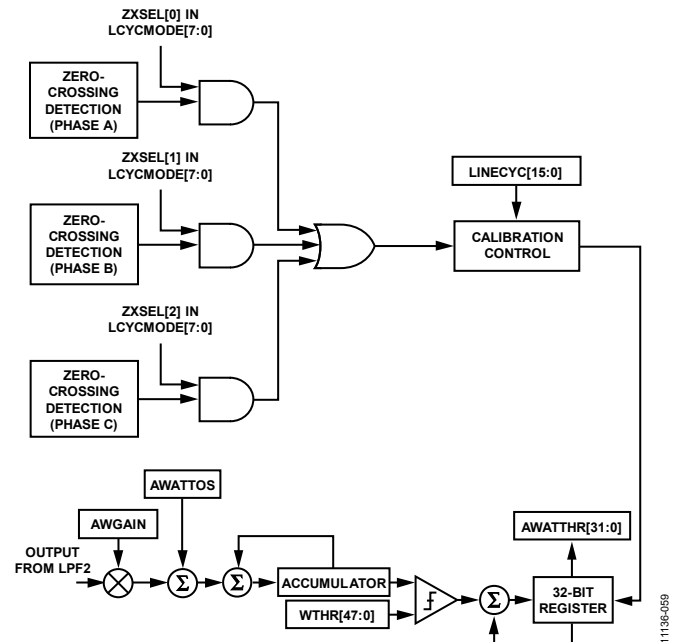 ZXSEL[0] IN
LCYCMODE[7:0]
ZERO-
CROSSING
DETECTION
(PHASE A)
ZXSEL[1] IN
LCYCMODE[7:0]
LINECYC[15:0]
ZERO-
CROSSING
DETECTION
(PHASE B)
CALIBRATION
CONTROL
ZXSEL[2] IN
LCYCMODE[7:0]
ZERO-
CROSSING
DETECTION
(PHASE C)
AWATTOS
AWGAIN
AWATTHR[31:0]
OUTPUT
FROM LPF2
Σ
Σ
ACCUMULATOR
Σ
32-BIT
REGISTER
WTHR[47:0]
11136-059